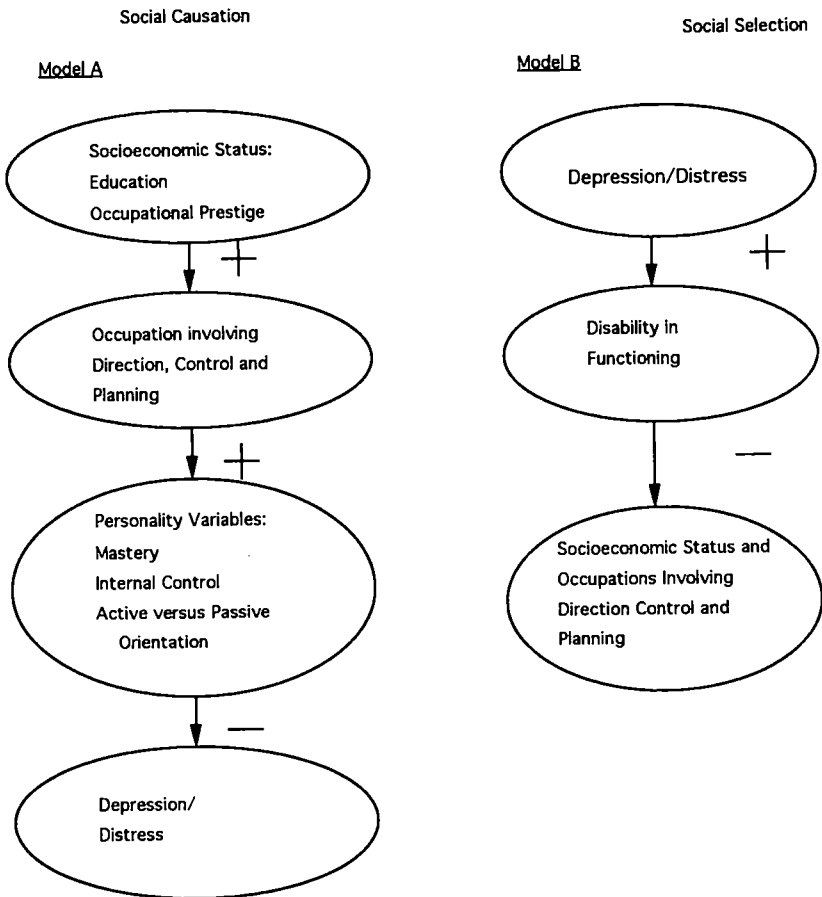 Social Causation
Model A
Socioeconomic Status:
Education
Occupational Prestige
+
Occupation involving
Direction, Control and
Planning
+
Personality Variables:
Mastery
Internal Control
Active versus Passive
Orientation
—
Depression/
Distress
Social Selection
Model B
Depression/Distress
+
Disability in
Functioning
—
Socioeconomic Status and
Occupations Involving
Direction Control and
Planning